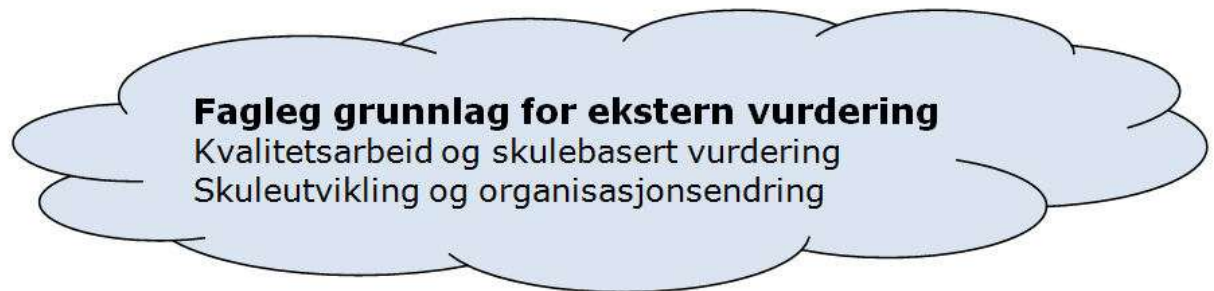 Fagleg grunnlag for ekstern vurdering
Kvalitetsarbeid og skulebasert vurdering
Skuleutvikling og organisasjonsendring